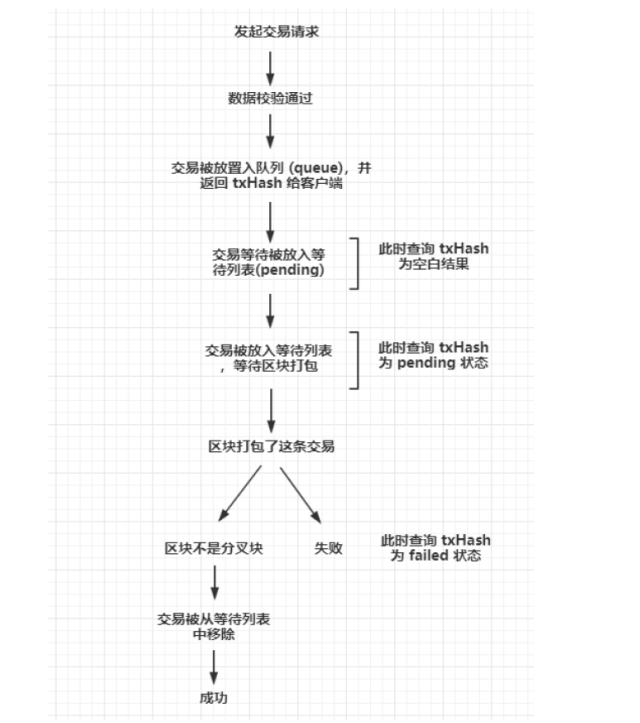 发起交易请求
数据校验通过
交易被放置入队列 (queue)，并
返回 txHash 给客户端
交易等待被放入等
待列表(pending)
此时查询 txHash
为空白结果
交易被放入等待列表
，等待区块打包
此时查询 txHash
为 pending 状态
区块打包了这条交易
区块不是分叉块
失败
此时查询 txHash
为 failed 状态
交易被从等待列表
中移除
成功